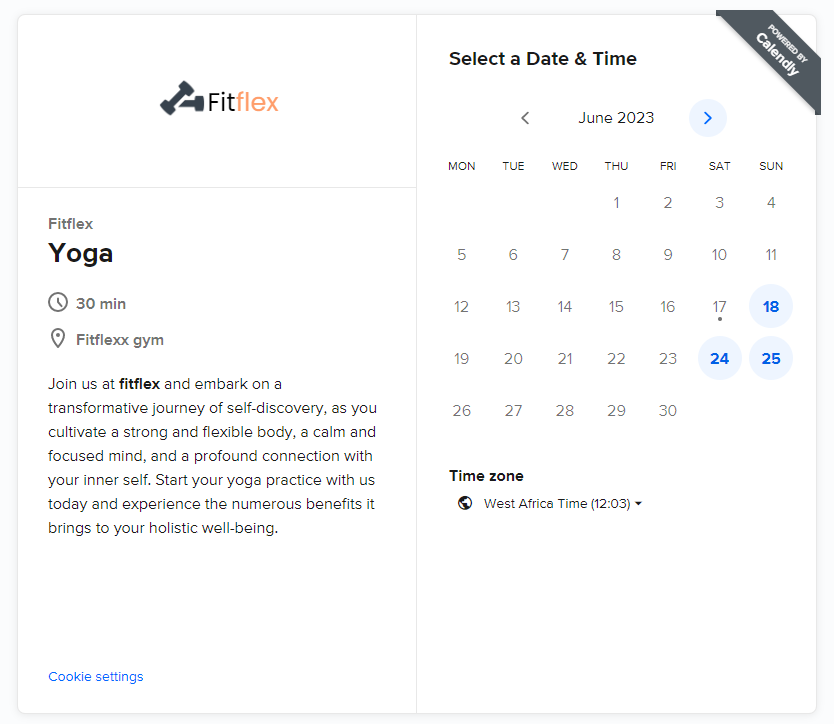 Fitflex
Fitflex
Yoga
30 min
Fitflexx gym
Join us at fitflex and embark on a
transformative journey of self-discovery, as you
cultivate a strong and flexible body, a calm and
focused mind, and a profound connection with
your inner self. Start your yoga practice with us
today and experience the numerous benefits it
brings to your holistic well-being.
Cookie settings
POWERED BY
Calendly
Select a Date & Time
June 2023
MON TUE WED THU FRI SAT SUN
1 2 3 4
5 6 7 8 9 10 11
12 13 14 15 16 17 18
19 20 21 22 23 24 25
26 27 28 29 30
Time zone
West Africa Time (12:03)